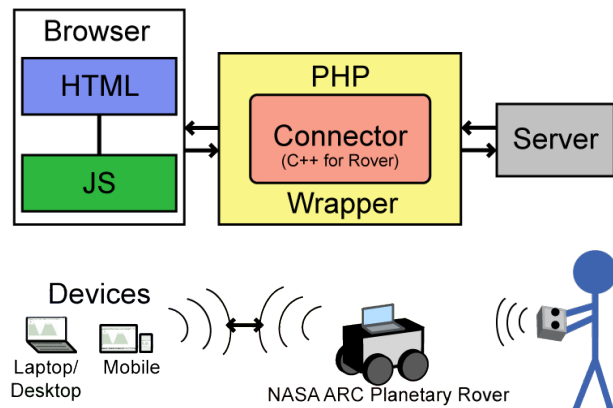 Browser
HTML
JS
PHP
Connector
(C++ for Rover)
Wrapper
Server
Devices
Laptop/
Desktop
Mobile
NASA ARC Planetary Rover